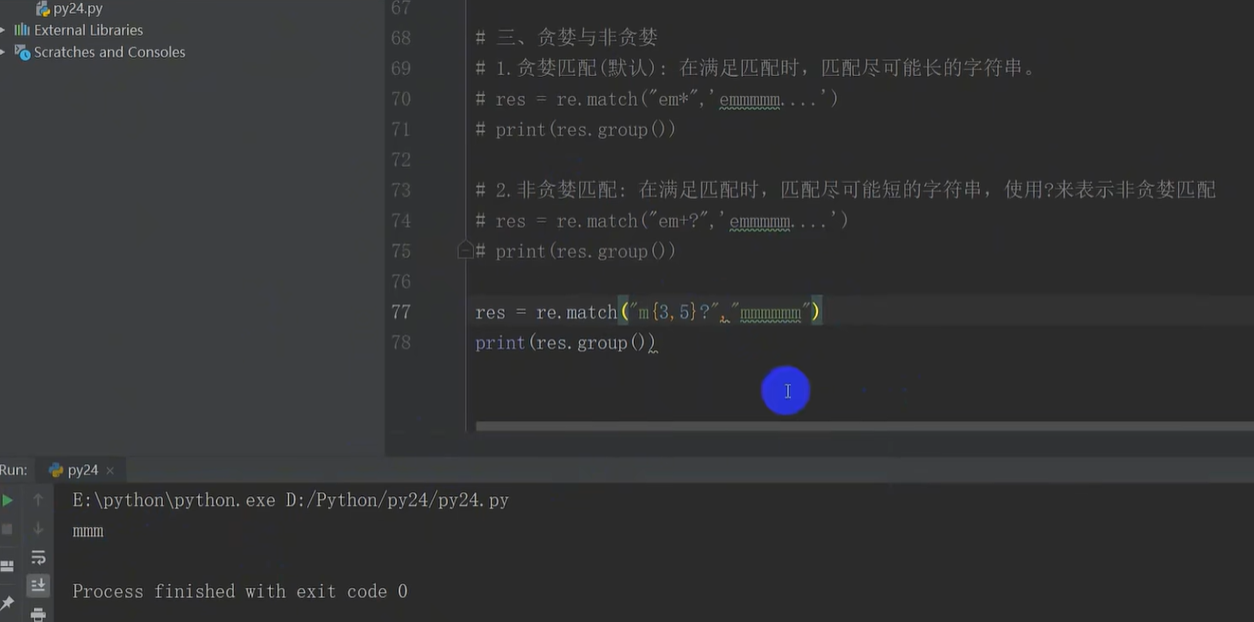 py24.py
External Libraries
Scratches and Consoles
67
68 # 三、贪婪与非贪婪
69 # 1.贪婪匹配(默认): 在满足匹配时, 匹配尽可能长的字符串。
70 # res = re.match("em*",'emmmmm....')
71 # print(res.group())
72
73 # 2.非贪婪匹配: 在满足匹配时, 匹配尽可能短的字符串, 使用?来表示非贪婪匹配
74 # res = re.match("em+?",'emmmmm....')
75 # print(res.group())
76
77 res = re.match("m{3,5}?","mmmmmm")
78 print(res.group())
Run: py24 ×
E:\python\python.exe D:/Python/py24/py24.py
mmm
Process finished with exit code 0